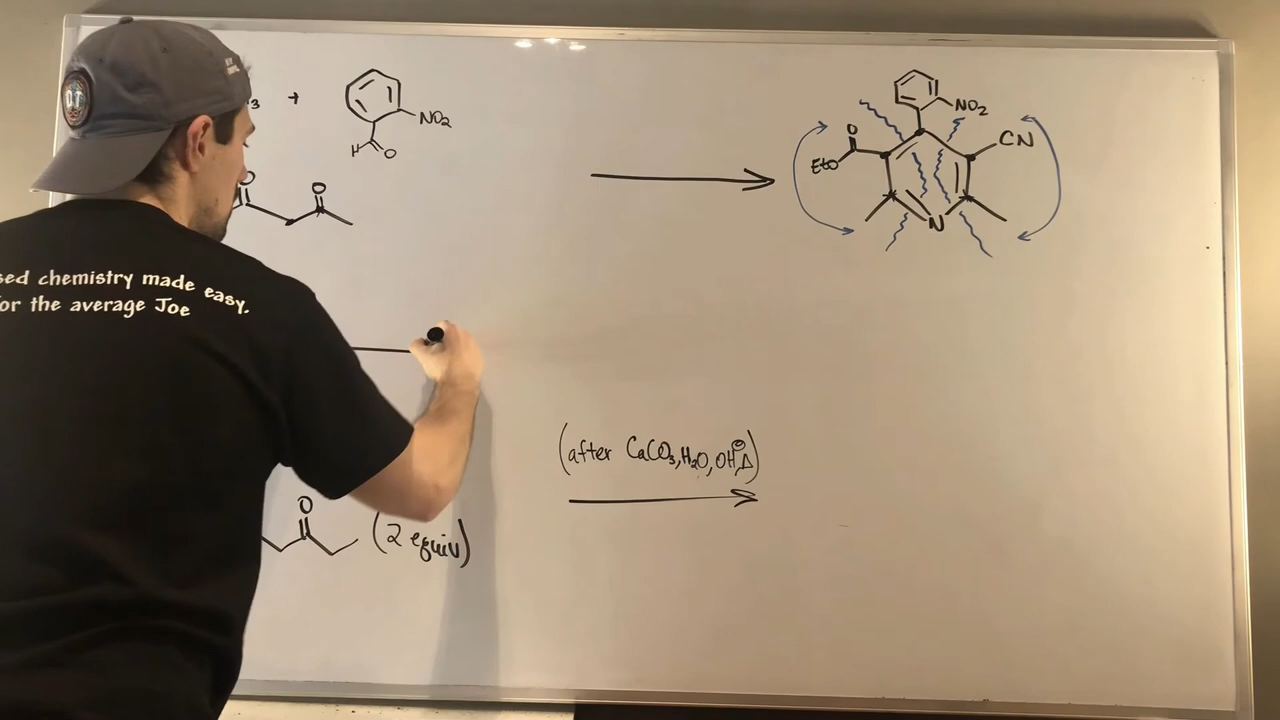 +
NO2
H
O
O
O
sed chemistry made easy.
or the average Joe
NO2
O
EtO
CN
N
(after CaCO3, H2O, OH⊖, Δ)
O
(2 equiv)